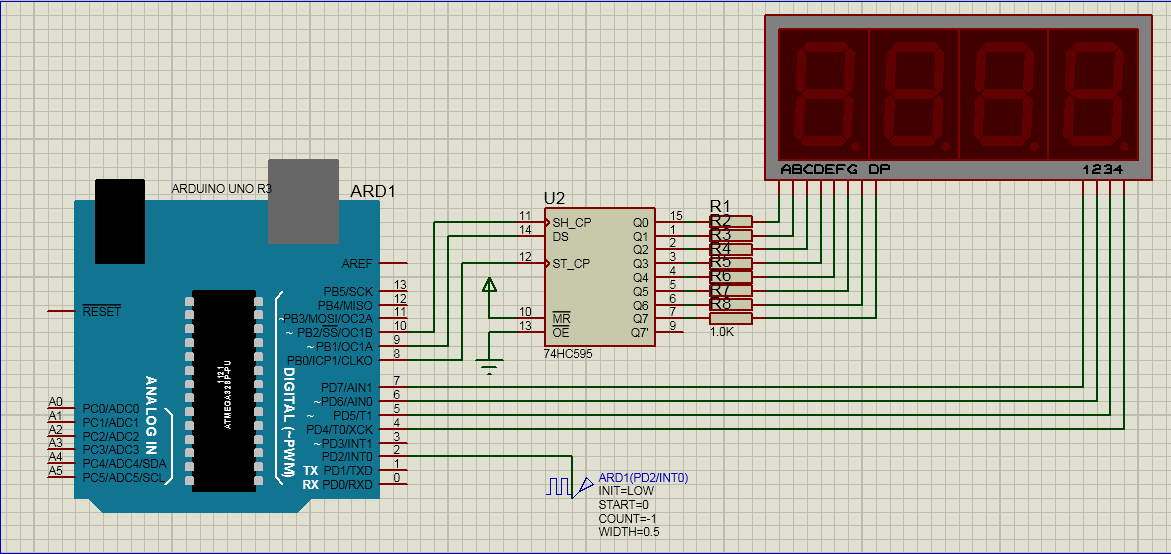 ABCDEFG DP
1234
ARDUINO UNO R3
ARD1
AREF
RESET
PB5/SCK 13
PB4/MISO 12
~PB3/MOSI/OC2A 11
~ PB2/SS/OC1B 10
~ PB1/OC1A 9
PB0/ICP1/CLKO 8
PD7/AIN1 7
~PD6/AIN0 6
~ PD5/T1 5
PD4/T0/XCK 4
~PD3/INT1 3
PD2/INT0 2
TX PD1/TXD 1
RX PD0/RXD 0
DIGITAL (~PWM)
ANALOG IN
1121
ATMEGA328P-PU
A0 PC0/ADC0
A1 PC1/ADC1
A2 PC2/ADC2
A3 PC3/ADC3
A4 PC4/ADC4/SDA
A5 PC5/ADC5/SCL
U2
11 SH_CP
14 DS
12 ST_CP
10 MR
13 OE
Q0 15
Q1 1
Q2 2
Q3 3
Q4 4
Q5 5
Q6 6
Q7 7
Q7' 9
74HC595
R1
R2
R3
R4
R5
R6
R7
R8
1.0K
ARD1(PD2/INT0)
INIT=LOW
START=0
COUNT=-1
WIDTH=0.5